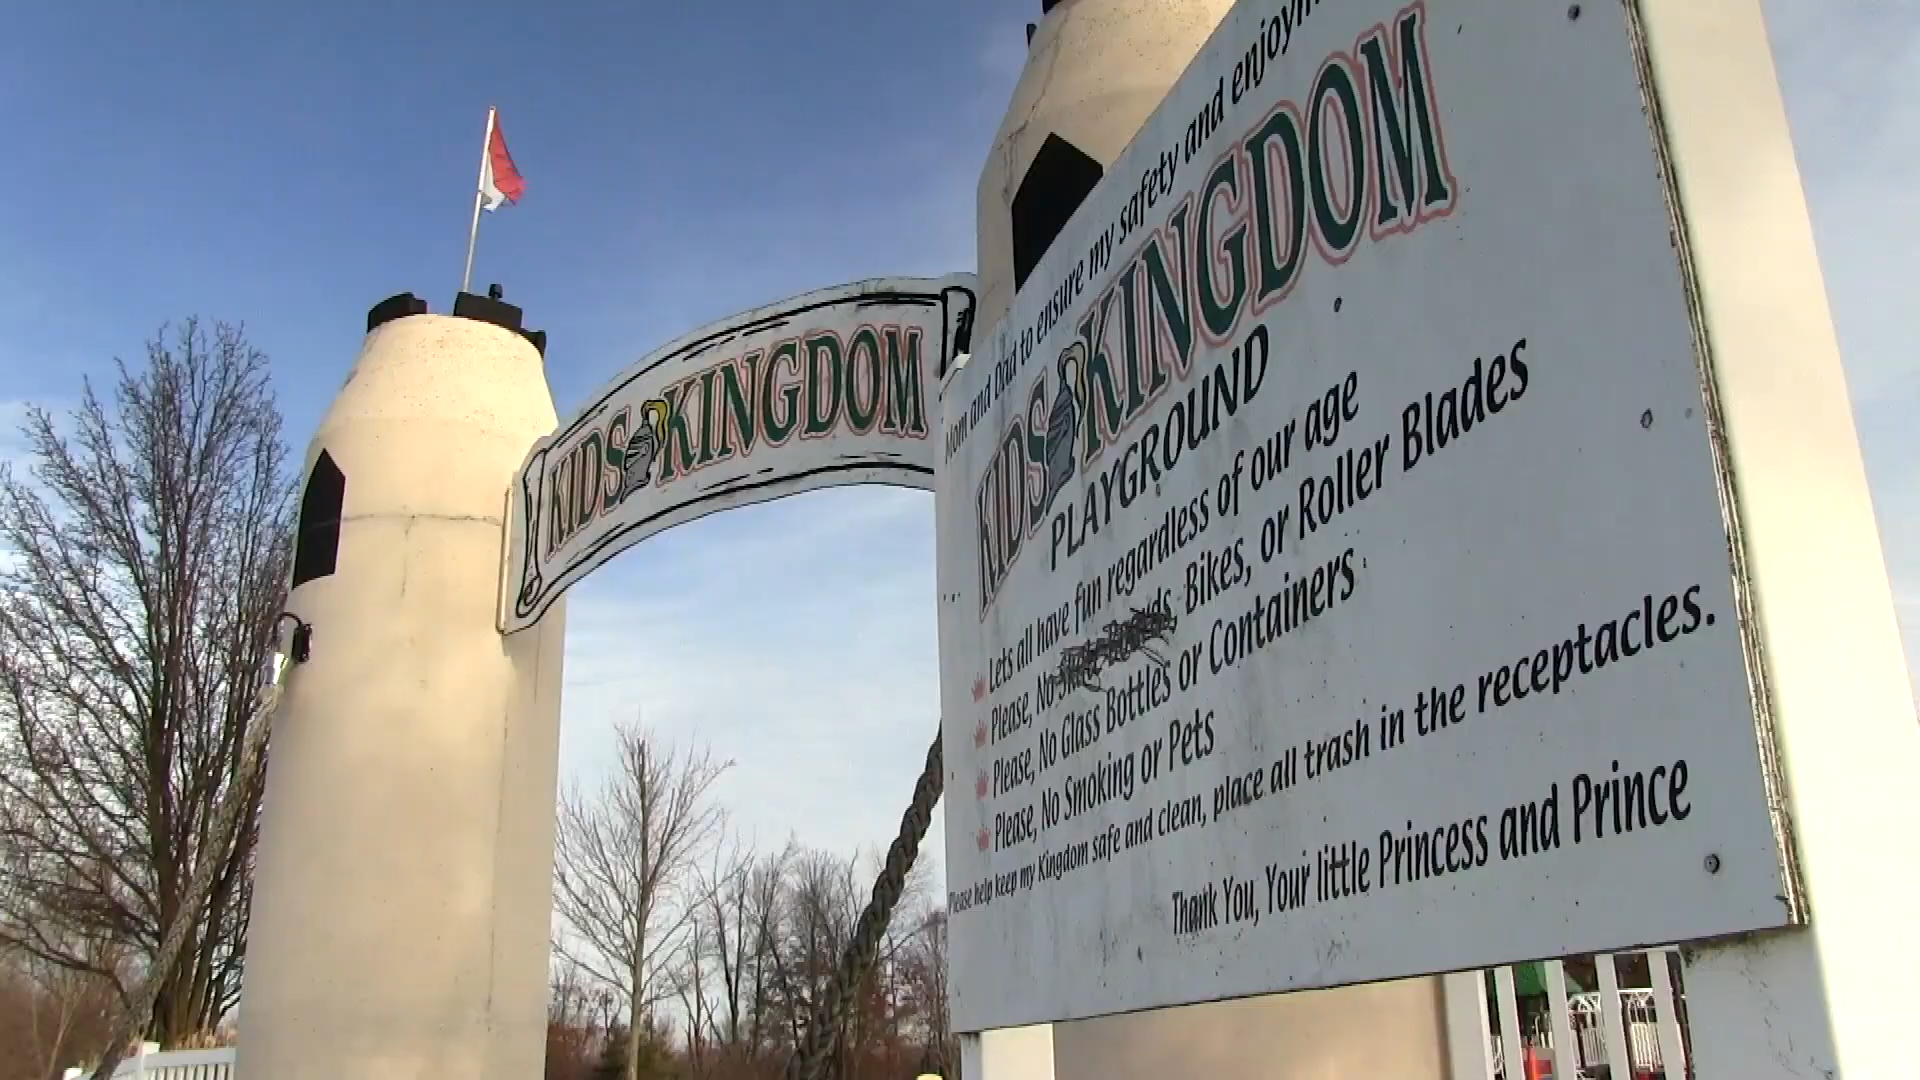 KIDS KINGDOM
Mom and Dad to ensure my safety and
KIDS KINGDOM
PLAYGROUND
Lets all have fun regardless of our age
Please, No Bikes, or Roller Blades
Please, No Glass Bottles or Containers
Please, No Smoking or Pets
Please help keep my Kingdom safe and clean, place all trash in the receptacles.
Thank You, Your little Princess and Prince